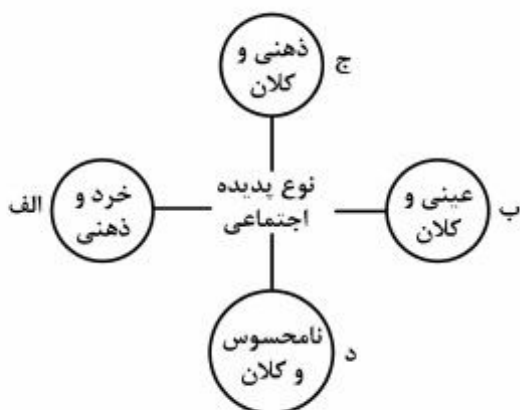 ذهنی و
کلان
ج
نوع پدیده
اجتماعی
عینی و
کلان
ب
خرد و
ذهنی
الف
نامحسوس
و کلان
د